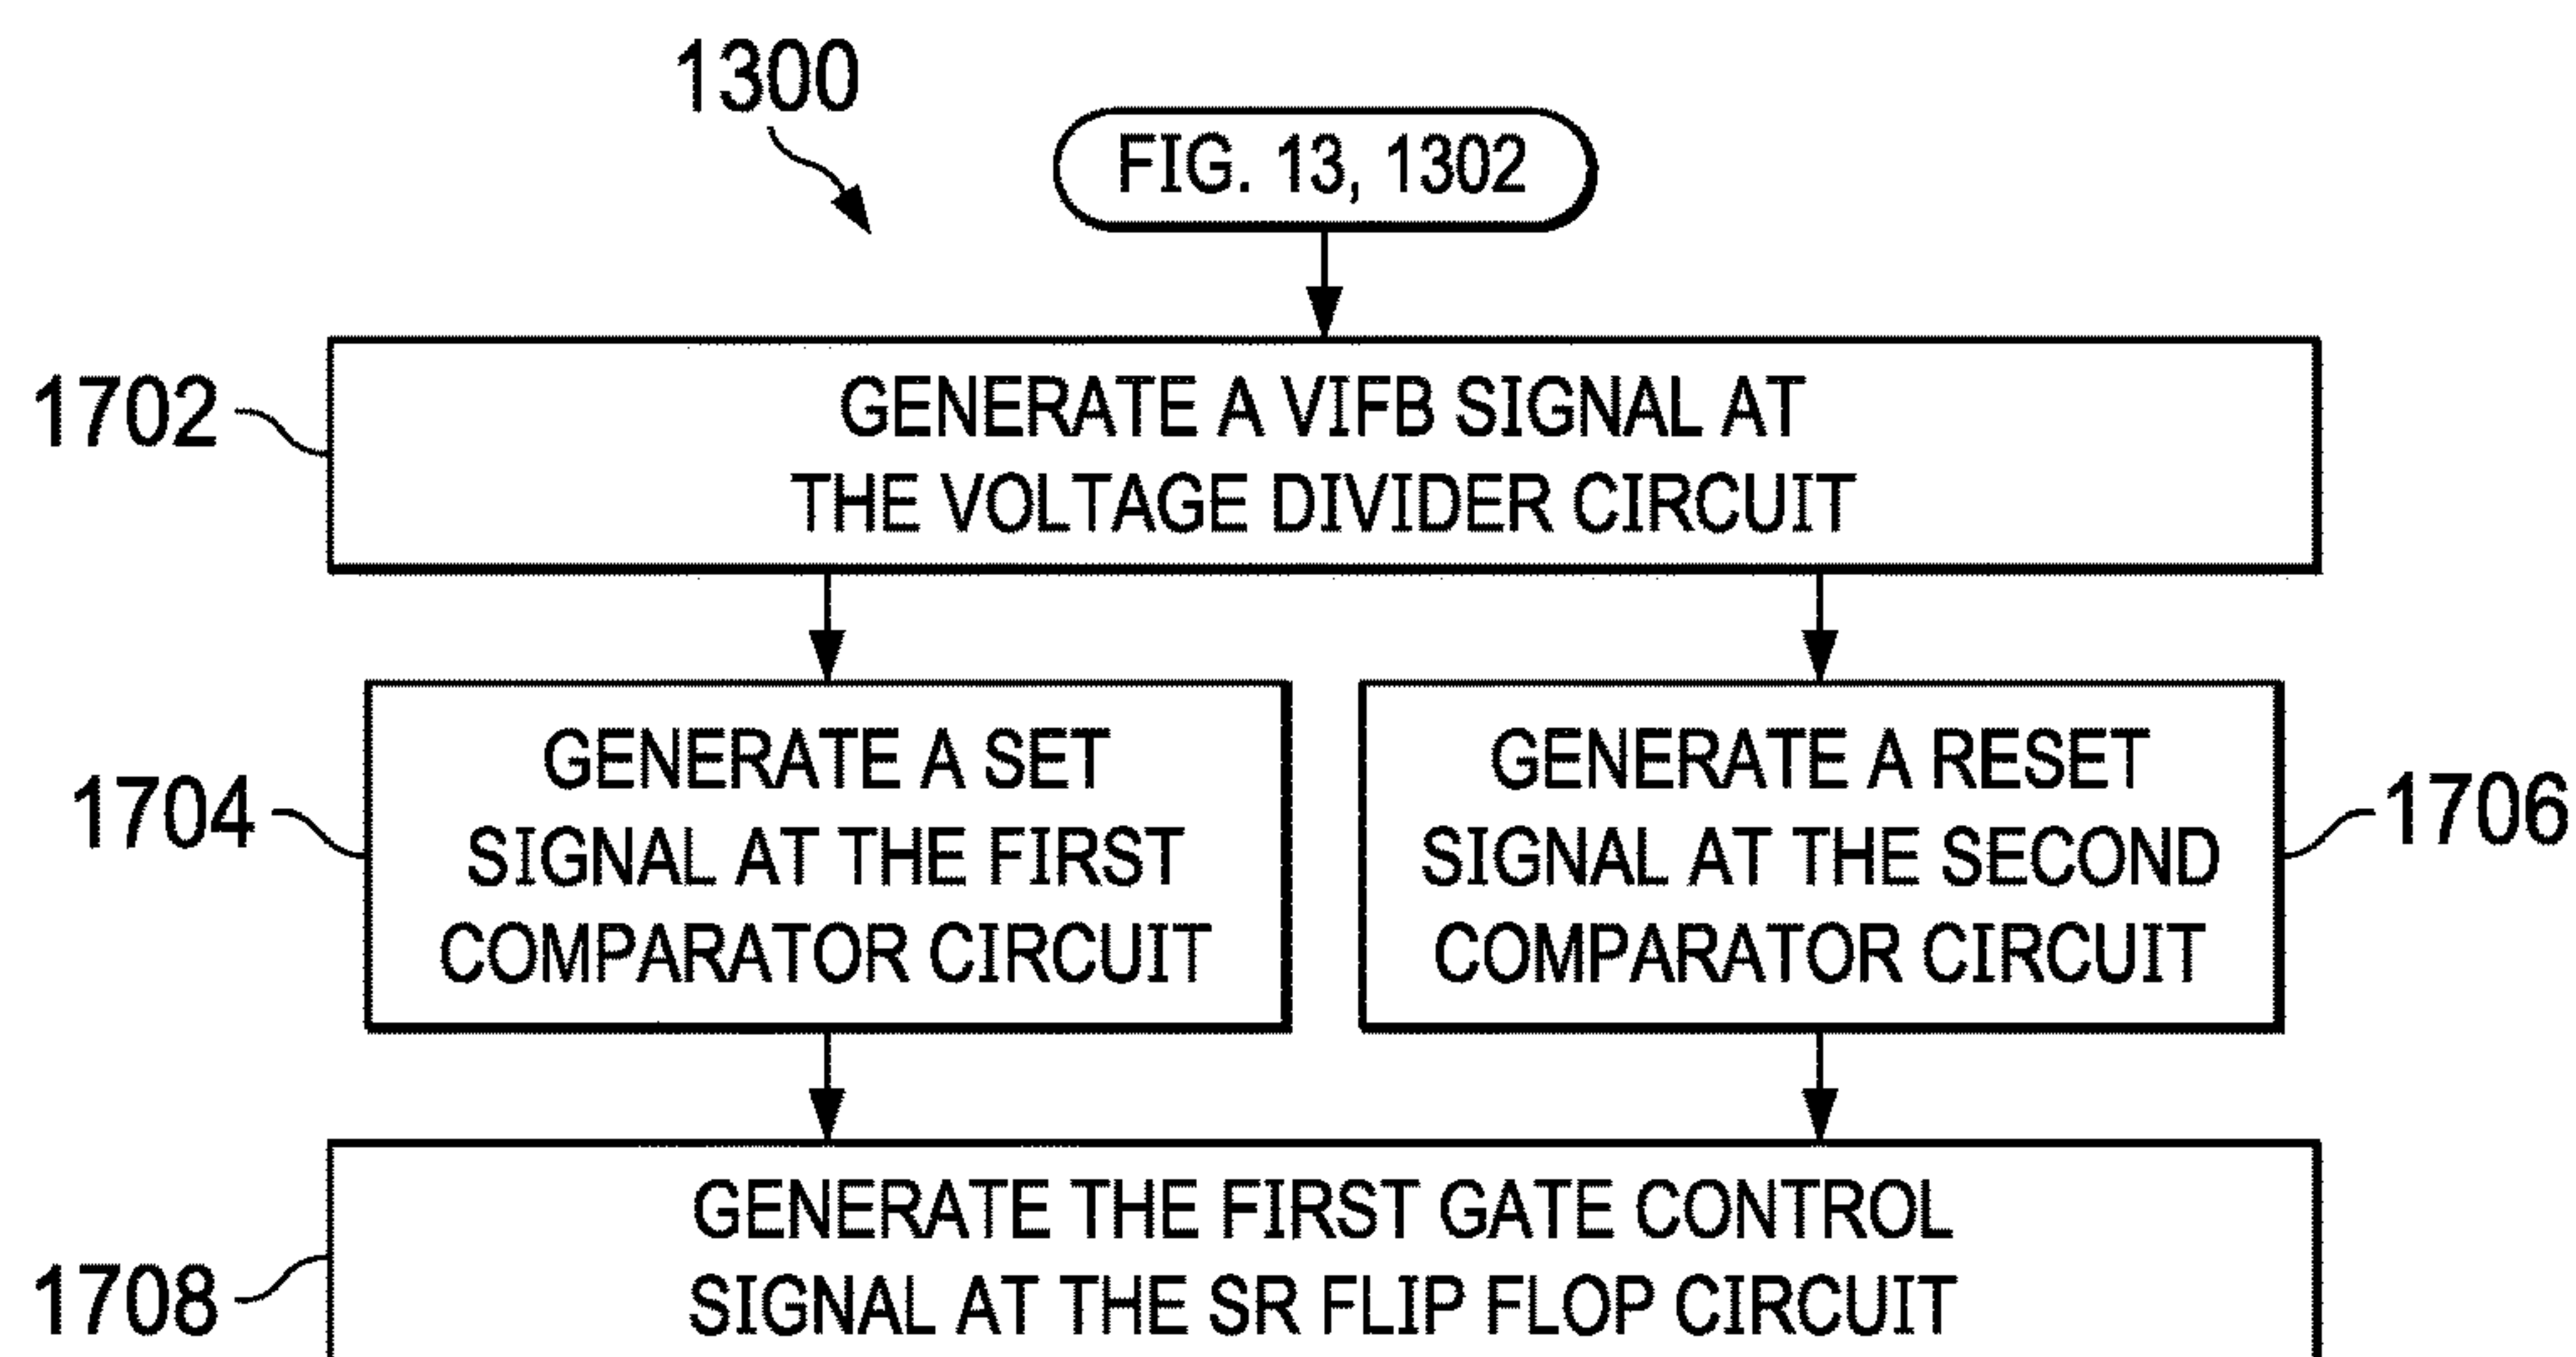 1300
FIG. 13, 1302
1702
GENERATE A VIFB SIGNAL AT
THE VOLTAGE DIVIDER CIRCUIT
1704
GENERATE A SET
SIGNAL AT THE FIRST
COMPARATOR CIRCUIT
GENERATE A RESET
SIGNAL AT THE SECOND
COMPARATOR CIRCUIT
1706
1708
GENERATE THE FIRST GATE CONTROL
SIGNAL AT THE SR FLIP FLOP CIRCUIT